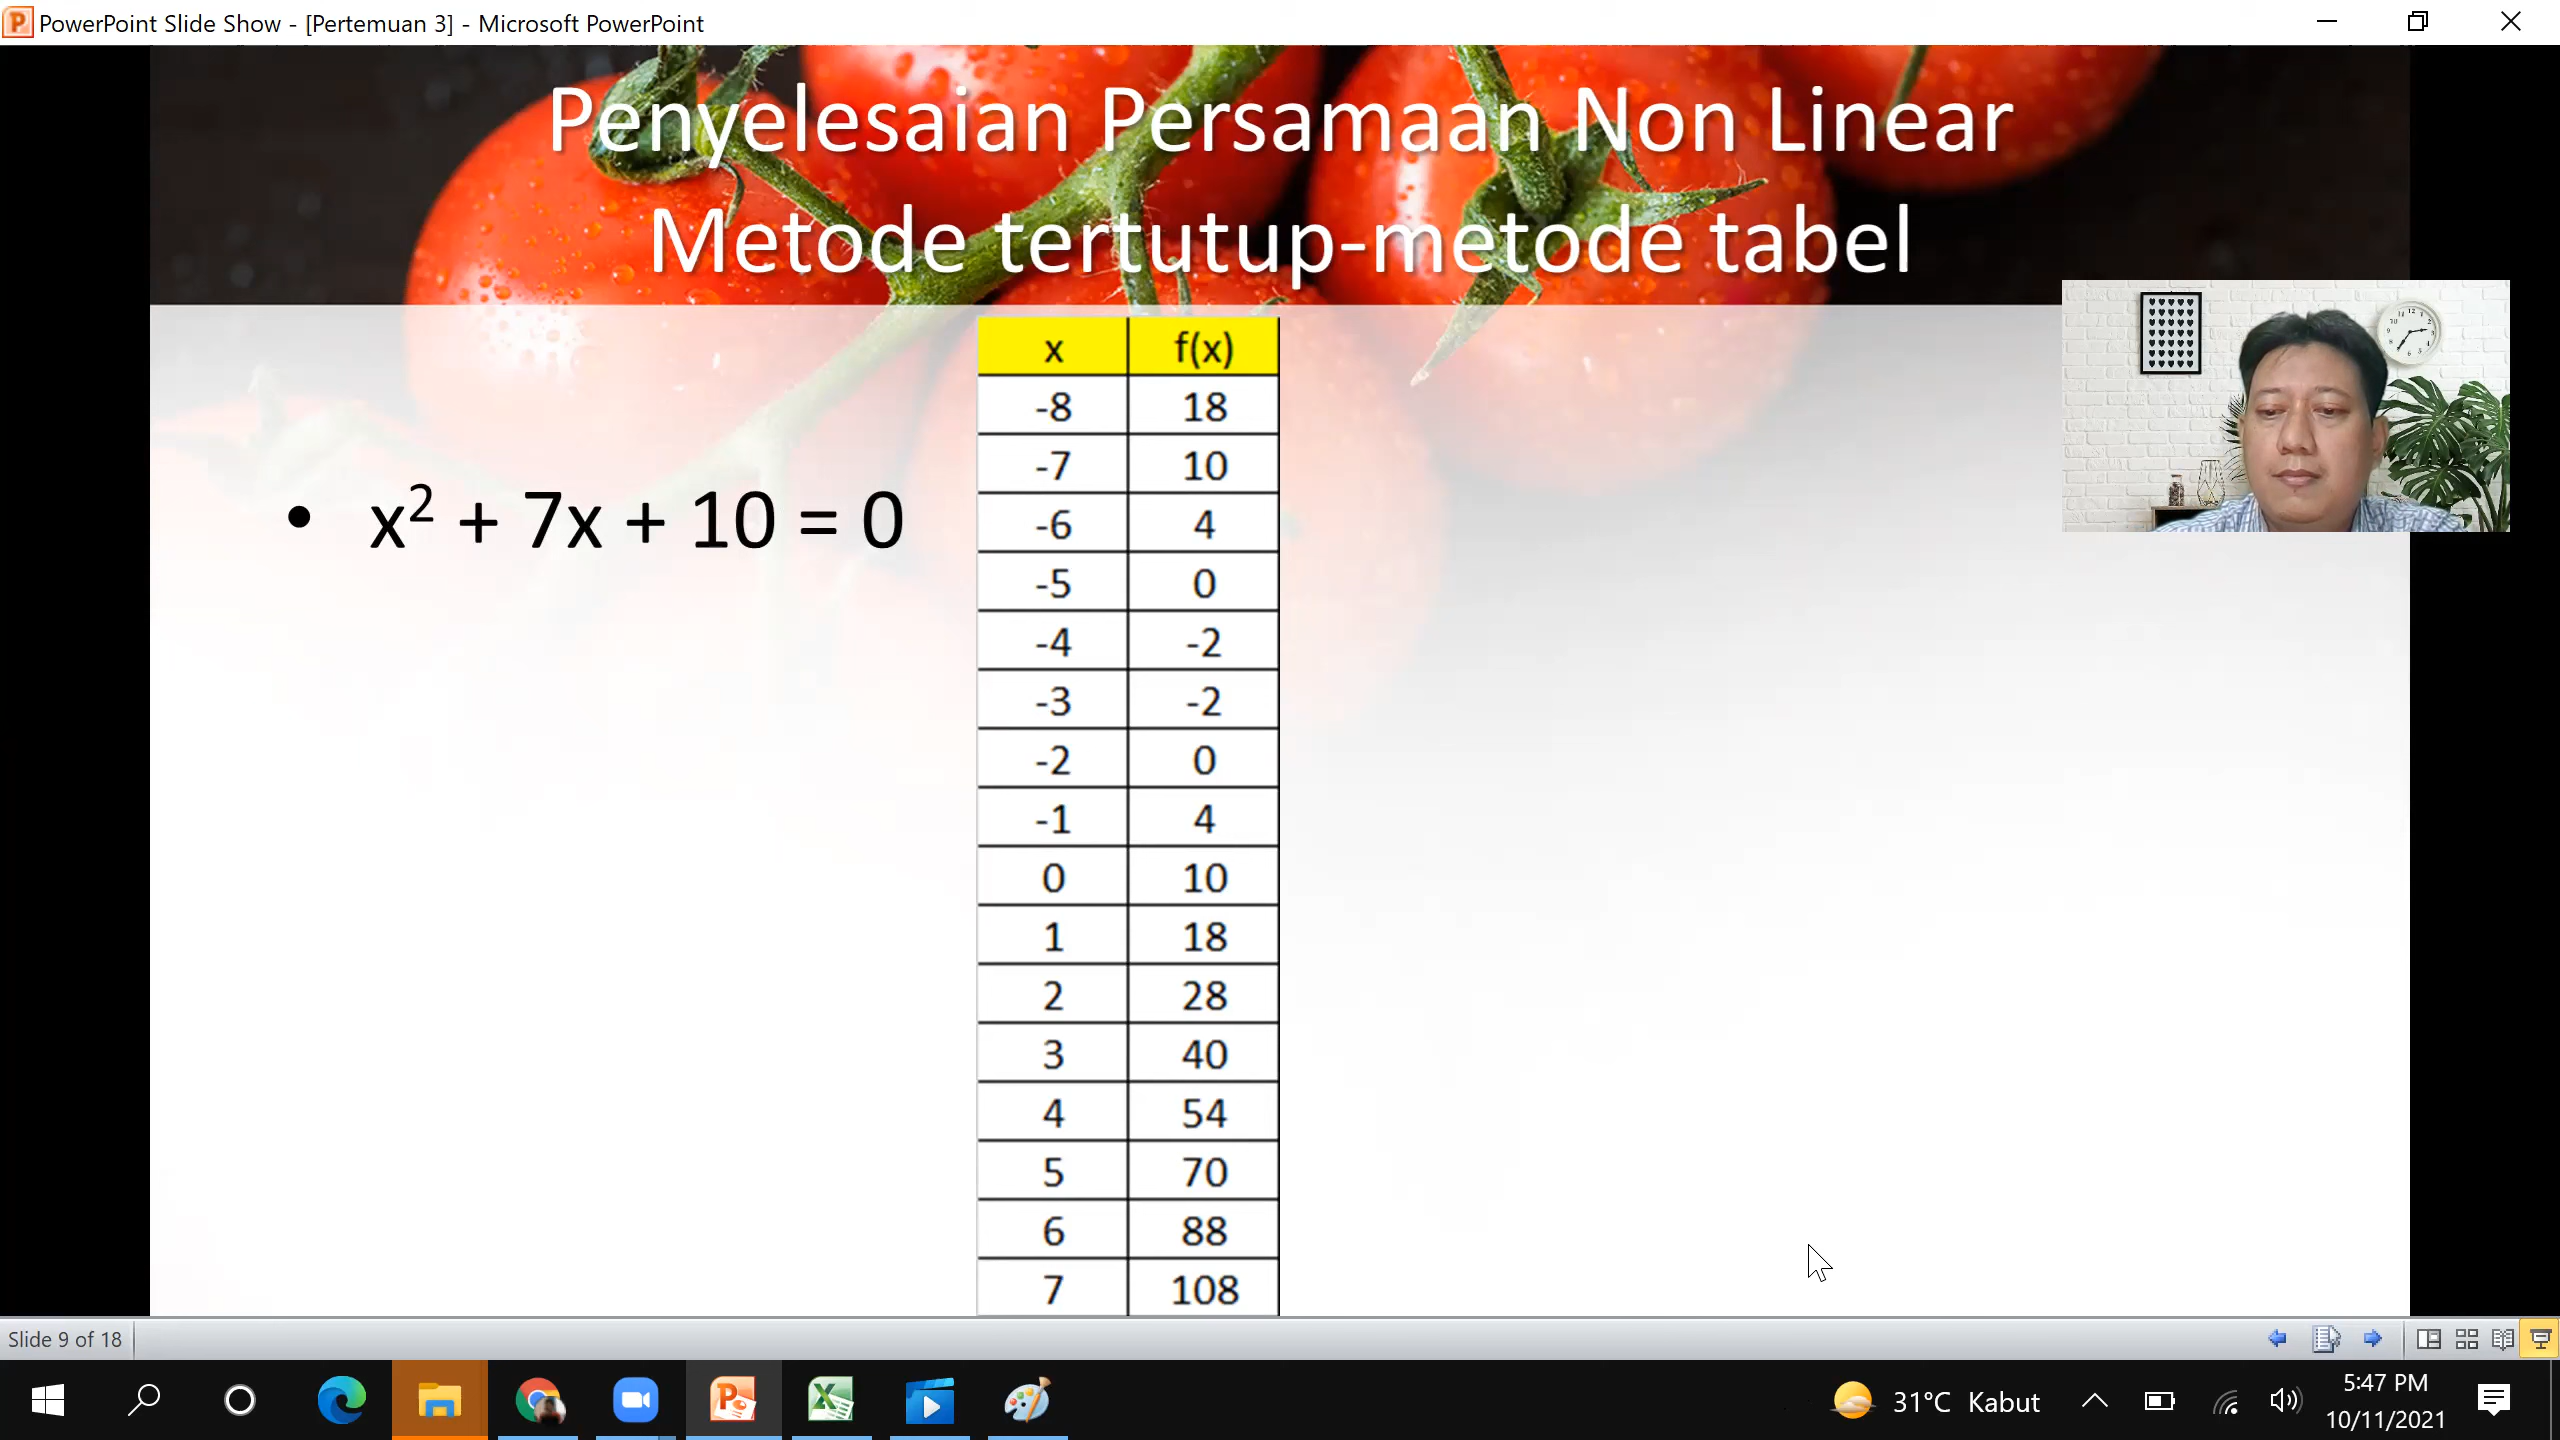 PowerPoint Slide Show - [Pertemuan 3] - Microsoft PowerPoint
Penyelesaian Persamaan Non Linear
Metode tertutup-metode tabel
• x² + 7x + 10 = 0
x f(x)
-8 18
-7 10
-6 4
-5 0
-4 -2
-3 -2
-2 0
-1 4
0 10
1 18
2 28
3 40
4 54
5 70
6 88
7 108
Slide 9 of 18
31°C Kabut
5:47 PM
10/11/2021